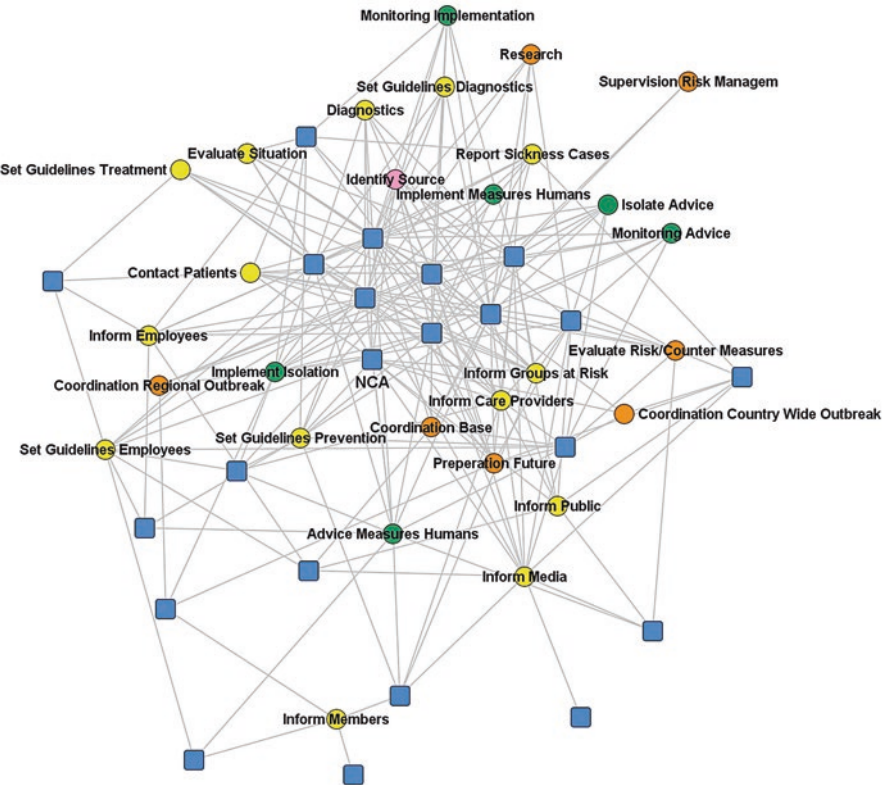 Monitoring Implementation
Research
Supervision Risk Managem
Set Guidelines Diagnostics
Diagnostics
Evaluate Situation
Report Sickness Cases
Set Guidelines Treatment
Identify Source
Implement Measures Humans
Isolate Advice
Monitoring Advice
Contact Patients
Inform Employees
Evaluate Risk/Counter Measures
Implement Isolation
Inform Groups at Risk
NCA
Coordination Regional Outbreak
Inform Care Providers
Coordination Country Wide Outbreak
Coordination Base
Set Guidelines Prevention
Set Guidelines Employees
Preperation Future
Inform Public
Advice Measures Humans
Inform Media
Inform Members